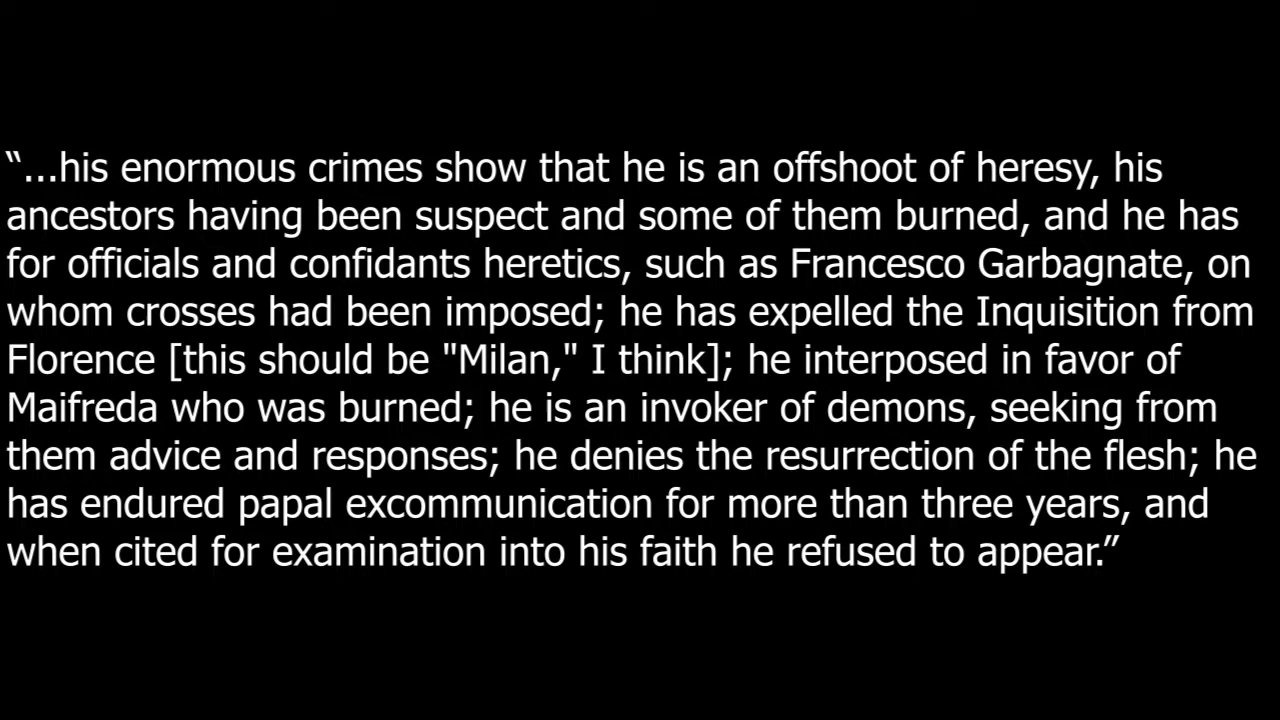 “...his enormous crimes show that he is an offshoot of heresy, his
ancestors having been suspect and some of them burned, and he has
for officials and confidants heretics, such as Francesco Garbagnate, on
whom crosses had been imposed; he has expelled the Inquisition from
Florence [this should be "Milan," I think]; he interposed in favor of
Maifreda who was burned; he is an invoker of demons, seeking from
them advice and responses; he denies the resurrection of the flesh; he
has endured papal excommunication for more than three years, and
when cited for examination into his faith he refused to appear.”